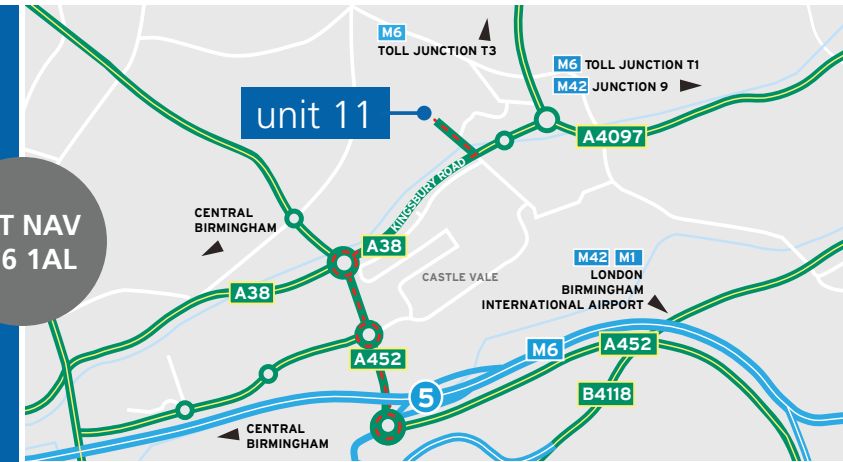 M6
TOLL JUNCTION T3
M6 TOLL JUNCTION T1
M42 JUNCTION 9
unit 11
A4097
KINGSBURY ROAD
T NAV
6 1AL
CENTRAL
BIRMINGHAM
A38
CASTLE VALE
M42 M1
LONDON
BIRMINGHAM
INTERNATIONAL AIRPORT
A38
M6
A452
A452
5
B4118
CENTRAL
BIRMINGHAM